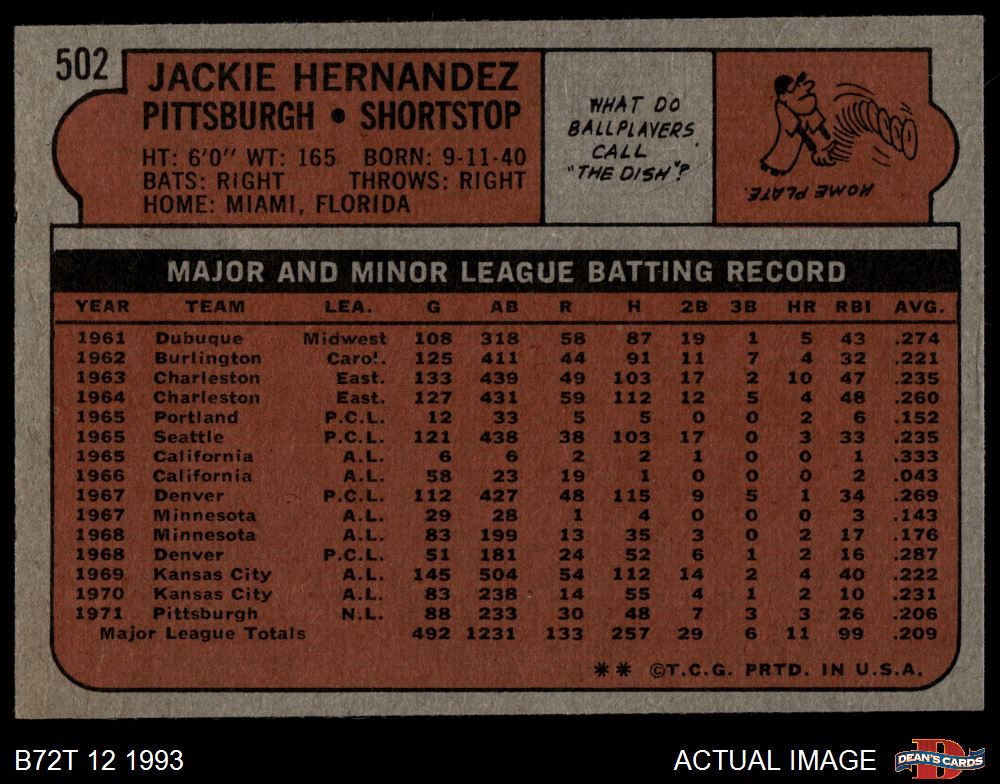 502
JACKIE HERNANDEZ
PITTSBURGH • SHORTSTOP
HT: 6'0" WT: 165 BORN: 9-11-40
BATS: RIGHT THROWS: RIGHT
HOME: MIAMI, FLORIDA
WHAT DO
BALLPLAYERS
CALL
"THE DISH"?
HOME PLATE.
MAJOR AND MINOR LEAGUE BATTING RECORD
YEAR TEAM LEA. G AB R H 2B 3B HR RBI AVG.
1961 Dubuque Midwest 108 318 58 87 19 1 5 43 .274
1962 Burlington Carol. 125 411 44 91 11 7 4 32 .221
1963 Charleston East. 133 439 49 103 17 2 10 47 .235
1964 Charleston East. 127 431 59 112 12 5 4 48 .260
1965 Portland P.C.L. 12 33 5 5 0 0 2 6 .152
1965 Seattle P.C.L. 121 438 38 103 17 0 3 33 .235
1965 California A.L. 6 6 2 2 1 0 0 1 .333
1966 California A.L. 58 23 19 1 0 0 0 2 .043
1967 Denver P.C.L. 112 427 48 115 9 5 1 34 .269
1967 Minnesota A.L. 29 28 1 4 0 0 0 3 .143
1968 Minnesota A.L. 83 199 13 35 3 0 2 17 .176
1968 Denver P.C.L. 51 181 24 52 6 1 2 16 .287
1969 Kansas City A.L. 145 504 54 112 14 2 4 40 .222
1970 Kansas City A.L. 83 238 14 55 4 1 2 10 .231
1971 Pittsburgh N.L. 88 233 30 48 7 3 3 26 .206
Major League Totals 492 1231 133 257 29 6 11 99 .209
** ©T.C.G. PRTD. IN U.S.A.
B72T 12 1993
ACTUAL IMAGE
D
DEAN'S CARDS